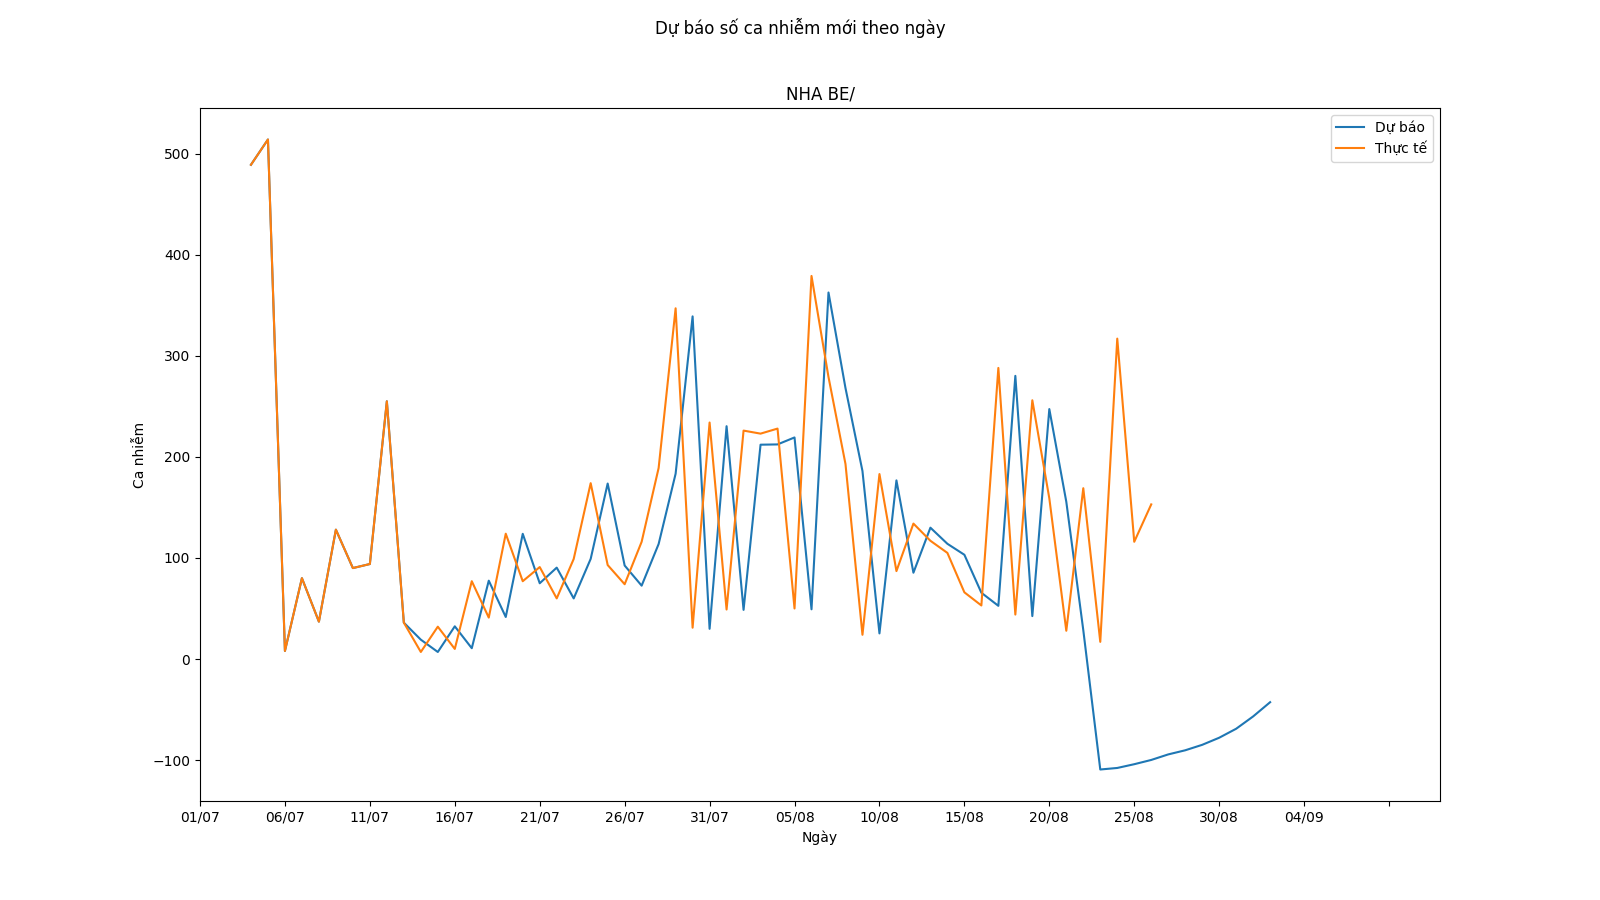 Dự báo số ca nhiễm mới theo ngày
NHA BE/
Dự báo
Thực tế
500
400
300
200
100
0
−100
Ca nhiễm
01/07 06/07 11/07 16/07 21/07 26/07 31/07 05/08 10/08 15/08 20/08 25/08 30/08 04/09
Ngày